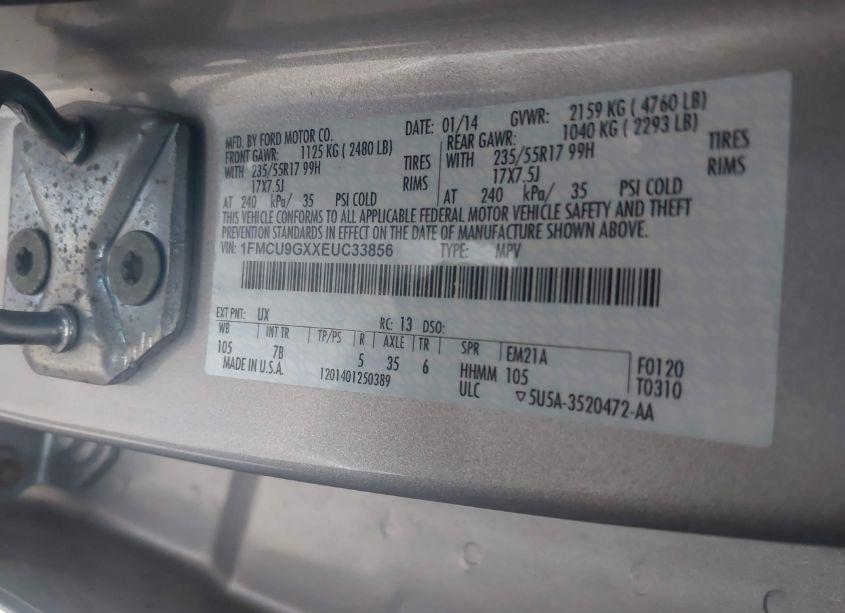 MFD. BY FORD MOTOR CO. DATE: 01/14 GVWR: 2159 KG ( 4760 LB)
FRONT GAWR: 1125 KG ( 2480 LB) REAR GAWR: 1040 KG ( 2293 LB)
WITH 235/55R17 99H TIRES WITH 235/55R17 99H TIRES
17X7.5J RIMS 17X7.5J RIMS
AT 240 kPa/ 35 PSI COLD AT 240 kPa/ 35 PSI COLD
THIS VEHICLE CONFORMS TO ALL APPLICABLE FEDERAL MOTOR VEHICLE SAFETY AND THEFT
PREVENTION STANDARDS IN EFFECT ON THE DATE OF MANUFACTURE SHOWN ABOVE.
VIN: 1FMCU9GXXEUC33856 TYPE: MPV
EXT PNT: UX RC: 13 DSO:
WB INT TR TP/PS R AXLE TR SPR EM21A
105 7B 5 35 6 HHMM 105 F0120
MADE IN U.S.A. 1201401250389 ULC ▽5U5A-3520472-AA T0310